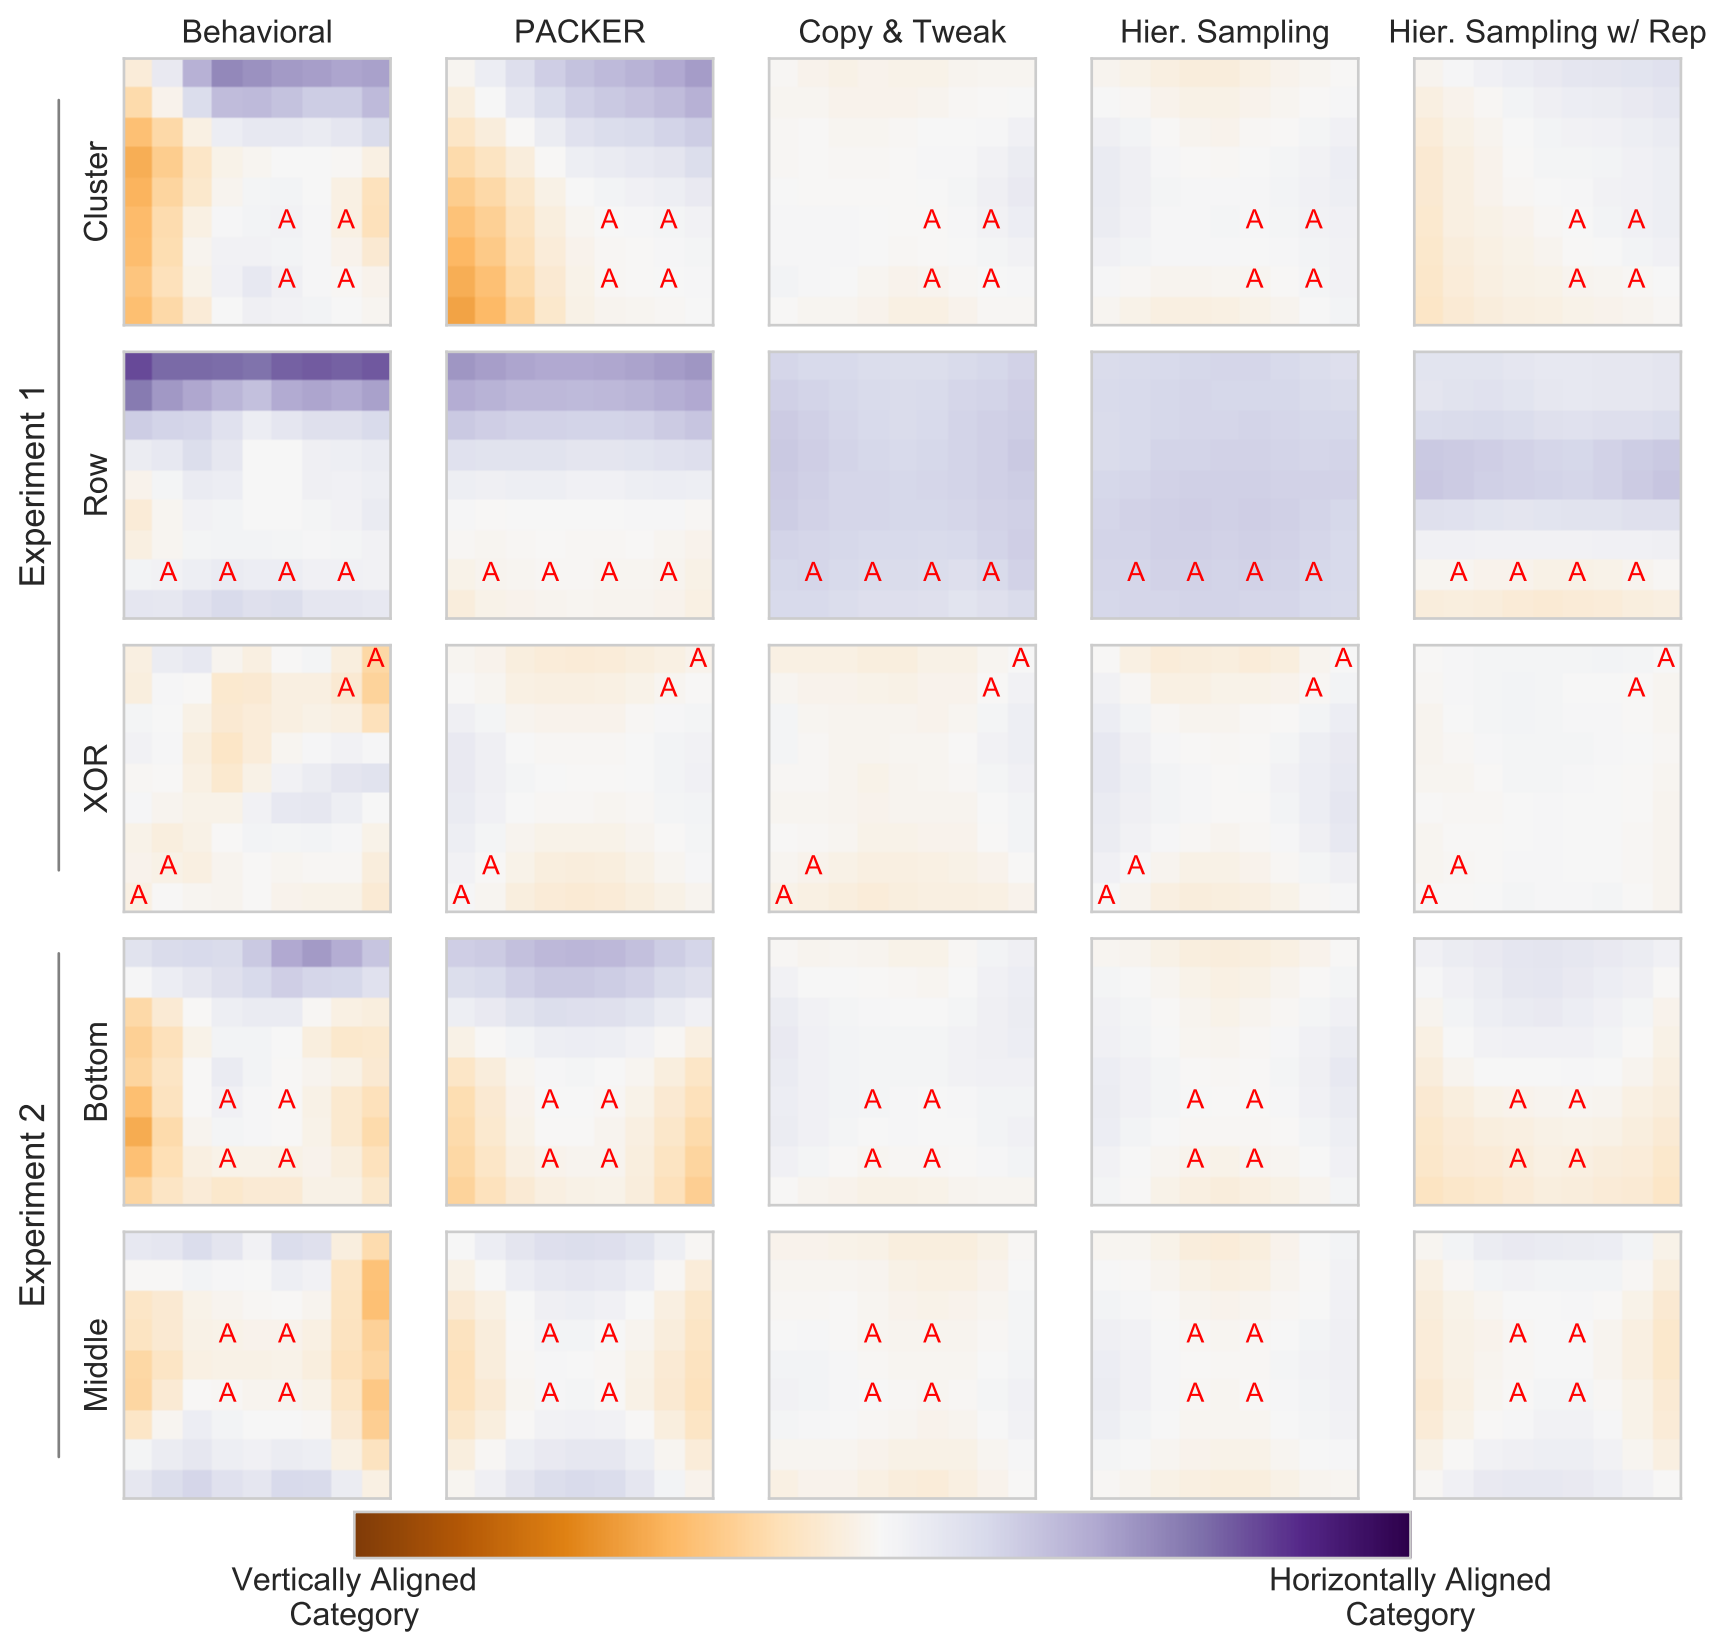 Behavioral PACKER Copy & Tweak Hier. Sampling Hier. Sampling w/ Rep
Experiment 1
Cluster
A A A A A A A A A A
A A A A A A A A A A
Row
A A A A A A A A A A A A A A A A A A A A
XOR
A A A A A
A A A A A
A A A A A
A A A A A
Experiment 2
Bottom
A A A A A A A A A A
A A A A A A A A A A
Middle
A A A A A A A A A A
A A A A A A A A A A
Vertically Aligned
Category
Horizontally Aligned
Category